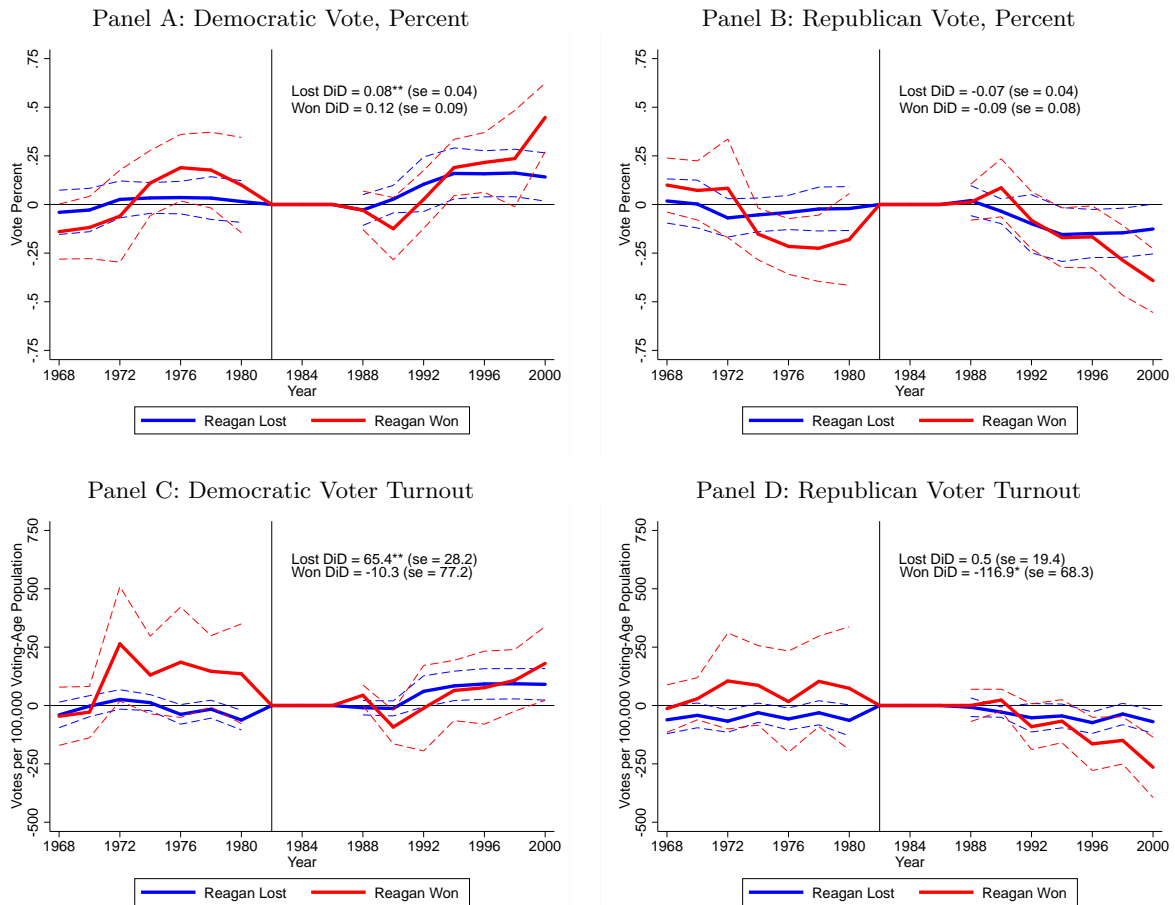 Panel A: Democratic Vote, Percent
Vote Percent
.75
.5
.25
0
-.25
-.5
-.75
Lost DiD = 0.08** (se = 0.04)
Won DiD = 0.12 (se = 0.09)
1968 1972 1976 1980 1984 1988 1992 1996 2000
Year
Reagan Lost Reagan Won
Panel B: Republican Vote, Percent
Vote Percent
.75
.5
.25
0
-.25
-.5
-.75
Lost DiD = -0.07 (se = 0.04)
Won DiD = -0.09 (se = 0.08)
1968 1972 1976 1980 1984 1988 1992 1996 2000
Year
Reagan Lost Reagan Won
Panel C: Democratic Voter Turnout
Votes per 100,000 Voting-Age Population
750
500
250
0
-250
-500
Lost DiD = 65.4** (se = 28.2)
Won DiD = -10.3 (se = 77.2)
1968 1972 1976 1980 1984 1988 1992 1996 2000
Year
Reagan Lost Reagan Won
Panel D: Republican Voter Turnout
Votes per 100,000 Voting-Age Population
750
500
250
0
-250
-500
Lost DiD = 0.5 (se = 19.4)
Won DiD = -116.9* (se = 68.3)
1968 1972 1976 1980 1984 1988 1992 1996 2000
Year
Reagan Lost Reagan Won